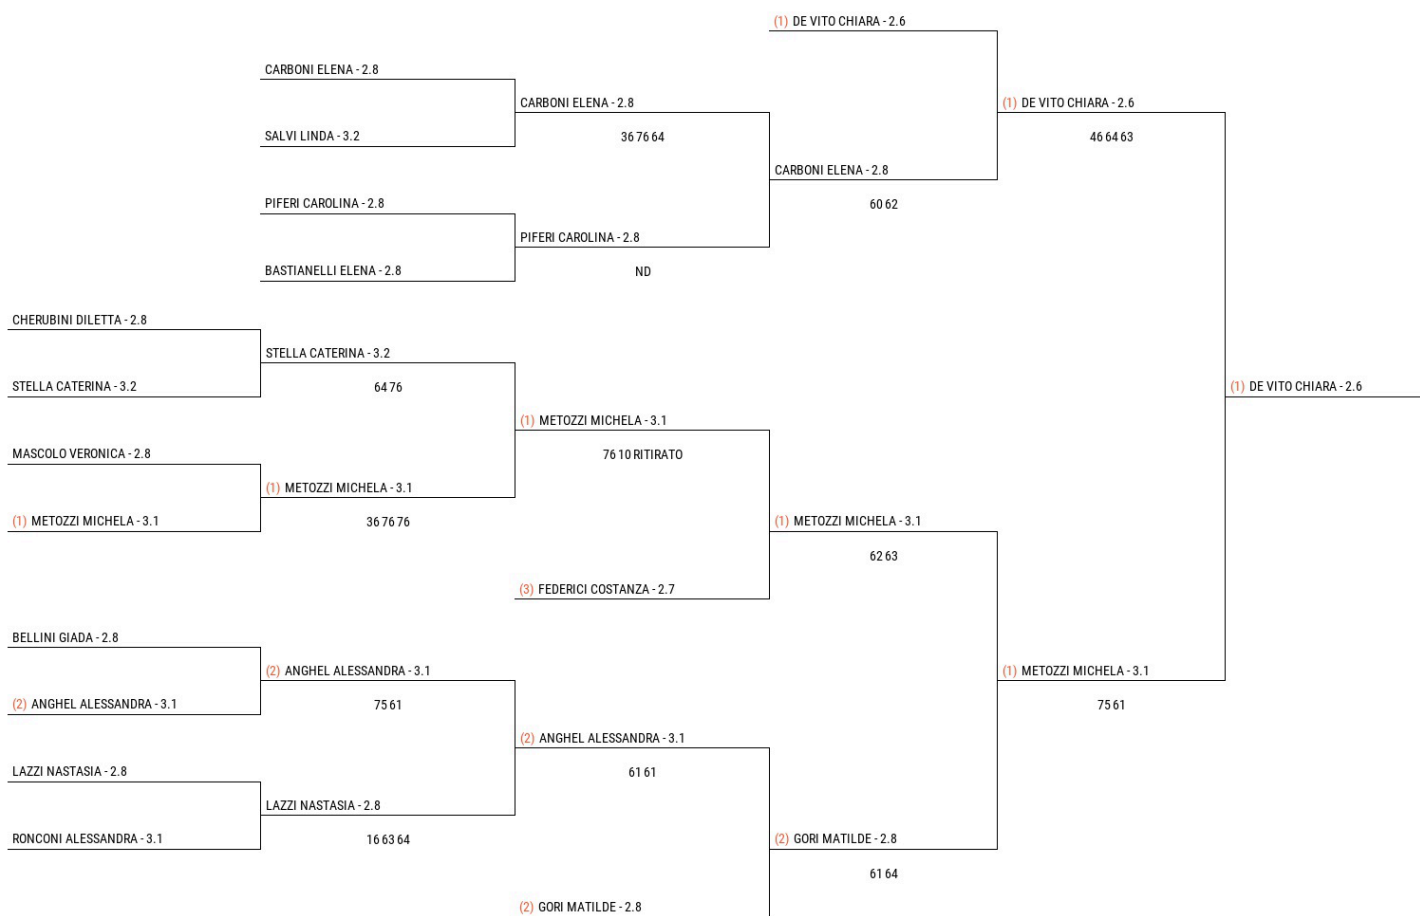 (1) DE VITO CHIARA - 2.6
CARBONI ELENA - 2.8
CARBONI ELENA - 2.8
(1) DE VITO CHIARA - 2.6
SALVI LINDA - 3.2
36 76 64
46 64 63
CARBONI ELENA - 2.8
PIFERI CAROLINA - 2.8
60 62
PIFERI CAROLINA - 2.8
BASTIANELLI ELENA - 2.8
ND
CHERUBINI DILETTA - 2.8
STELLA CATERINA - 3.2
STELLA CATERINA - 3.2
64 76
(1) DE VITO CHIARA - 2.6
(1) METOZZI MICHELA - 3.1
MASCOLO VERONICA - 2.8
76 10 RITIRATO
(1) METOZZI MICHELA - 3.1
(1) METOZZI MICHELA - 3.1
36 76 76
(1) METOZZI MICHELA - 3.1
62 63
(3) FEDERICI COSTANZA - 2.7
BELLINI GIADA - 2.8
(2) ANGHEL ALESSANDRA - 3.1
(1) METOZZI MICHELA - 3.1
(2) ANGHEL ALESSANDRA - 3.1
75 61
75 61
(2) ANGHEL ALESSANDRA - 3.1
LAZZI NASTASIA - 2.8
61 61
LAZZI NASTASIA - 2.8
RONCONI ALESSANDRA - 3.1
16 63 64
(2) GORI MATILDE - 2.8
61 64
(2) GORI MATILDE - 2.8